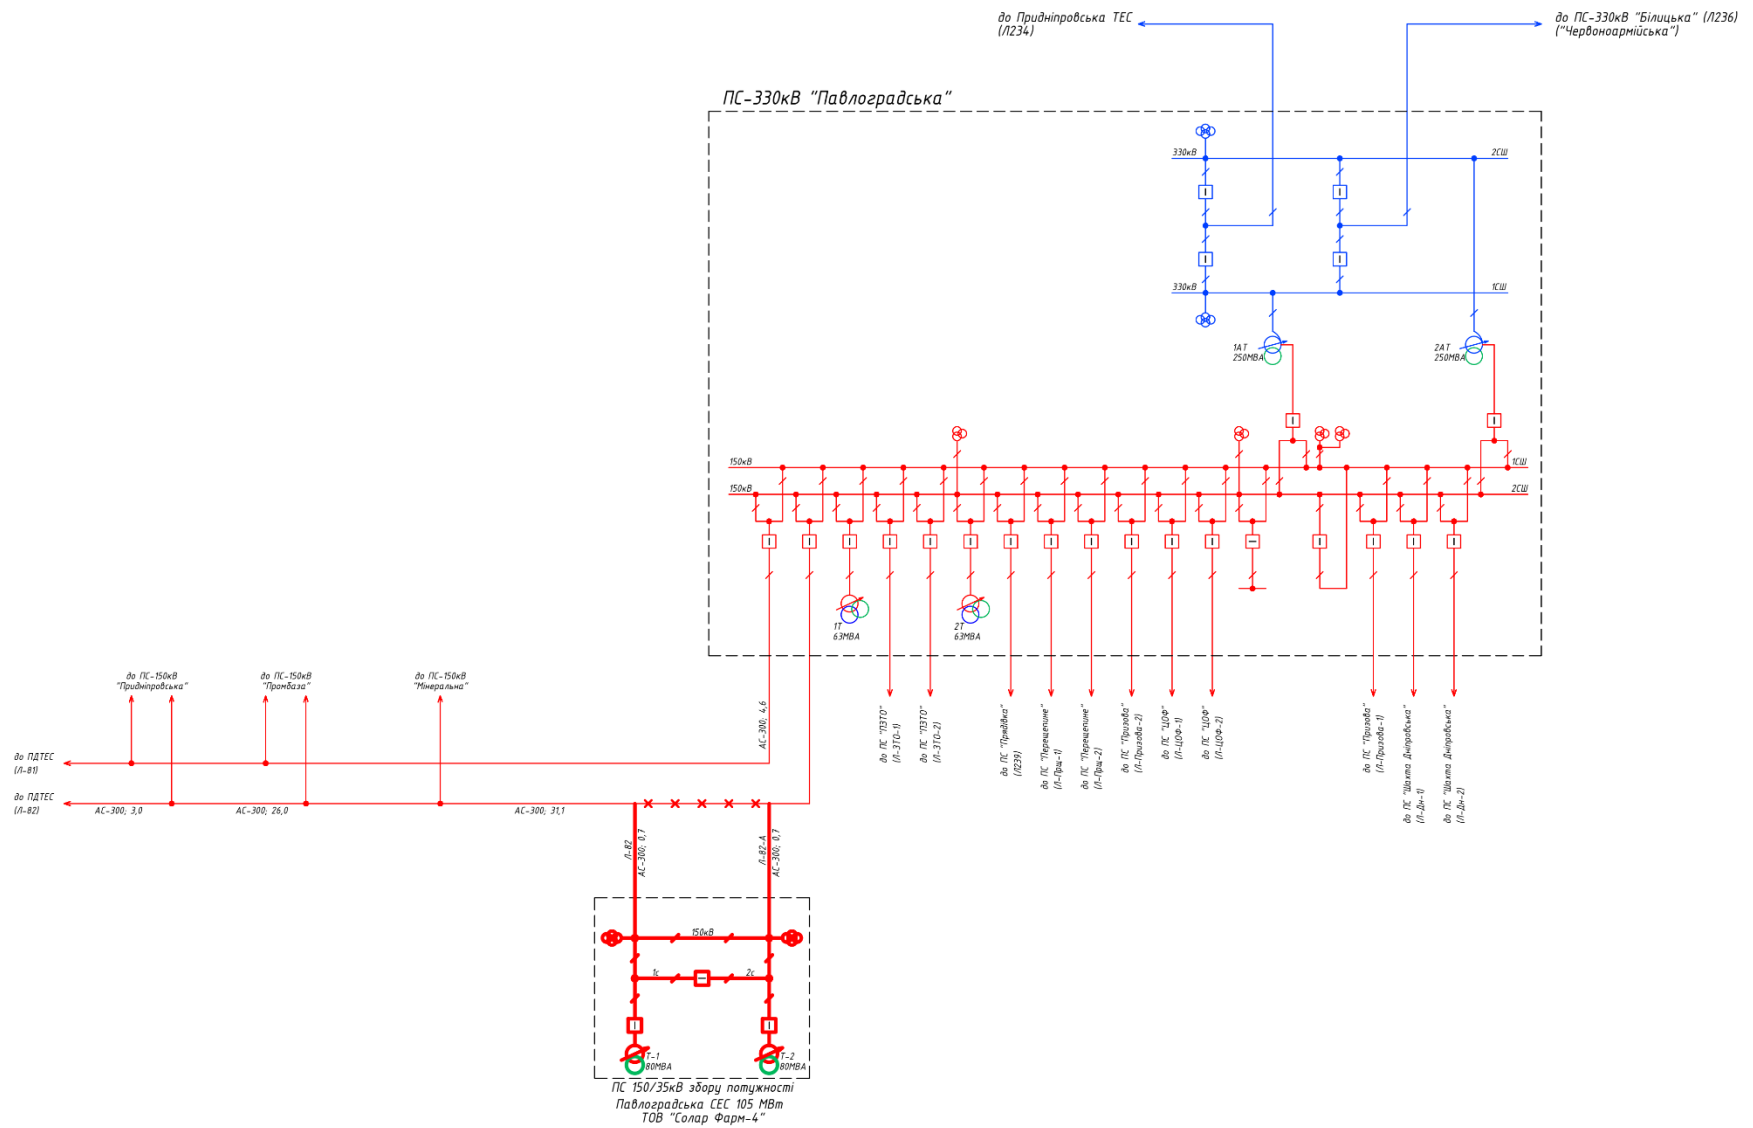 до Придніпровська ТЕС
(Л234)
до ПС-330кВ "Білицька" (Л236)
("Червоноармійська")
ПС-330кВ "Павлоградська"
330кВ
2СШ
330кВ
1СШ
1АТ
250МВА
2АТ
250МВА
150кВ
1СШ
150кВ
2СШ
1Т
63МВА
2Т
63МВА
до ПС-150кВ
"Придніпровська"
до ПС-150кВ
"Промбаза"
до ПС-150кВ
"Мінеральна"
АС-300; 4,6
до ПС "ПЗТО"
(Л-ЗТО-1)
до ПС "ПЗТО"
(Л-ЗТО-2)
до ПС "Прядівка"
(Л239)
до ПС "Перещепине"
(Л-Прщ-1)
до ПС "Перещепине"
(Л-Прщ-2)
до ПС "Призова"
(Л-Призова-2)
до ПС "ЦОФ"
(Л-ЦОФ-1)
до ПС "ЦОФ"
(Л-ЦОФ-2)
до ПС "Призова"
(Л-Призова-1)
до ПС "Шахта Дніпровська"
(Л-Дн-1)
до ПС "Шахта Дніпровська"
(Л-Дн-2)
до ПДТЕС
(Л-81)
до ПДТЕС
(Л-82)
АС-300; 3,0
АС-300; 26,0
АС-300; 31,1
Л-82
АС-300; 0,7
Л-82-А
АС-300; 0,7
150кВ
1с
2с
Т-1
80МВА
Т-2
80МВА
ПС 150/35кВ збору потужності
Павлоградська СЕС 105 МВт
ТОВ "Солар Фарм-4"